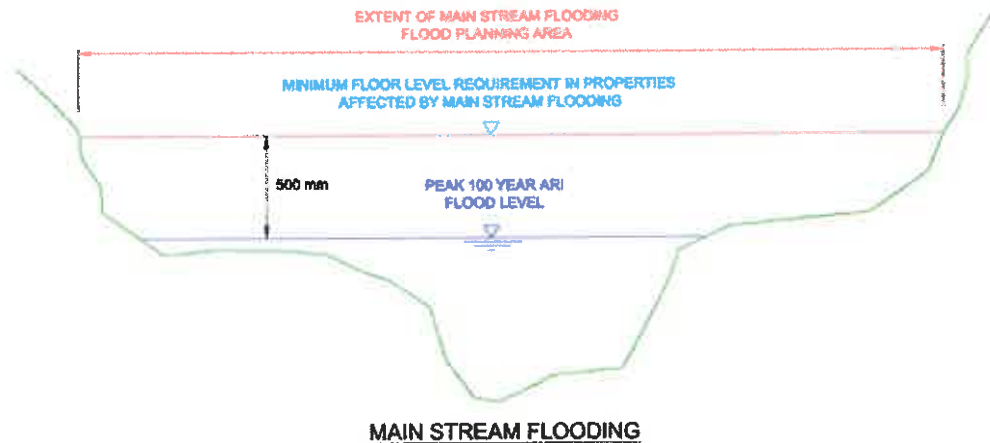 EXTENT OF MAIN STREAM FLOODING
FLOOD PLANNING AREA
MINIMUM FLOOR LEVEL REQUIREMENT IN PROPERTIES
AFFECTED BY MAIN STREAM FLOODING
500 mm
PEAK 100 YEAR ARI
FLOOD LEVEL
MAIN STREAM FLOODING